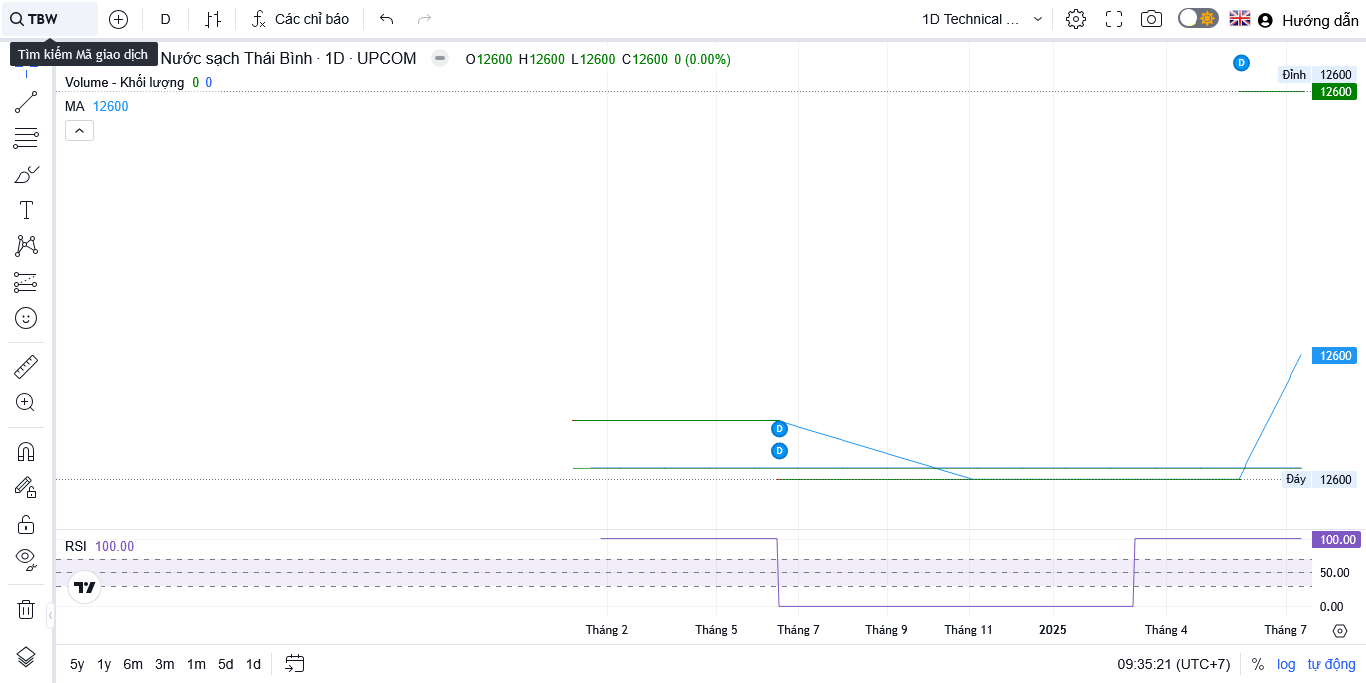 TBW
D
Các chỉ báo
1D Technical ...
Hướng dẫn
Tìm kiếm Mã giao dịch
Nước sạch Thái Bình · 1D · UPCOM
O12600 H12600 L12600 C12600 0 (0.00%)
D
Đỉnh 12600
Volume - Khối lượng 0 0
12600
MA 12600
12600
D
D
Đáy 12600
RSI 100.00
100.00
50.00
0.00
Tháng 2 Tháng 5 Tháng 7 Tháng 9 Tháng 11 2025 Tháng 4 Tháng 7
5y 1y 6m 3m 1m 5d 1d
09:35:21 (UTC+7) % log tự động